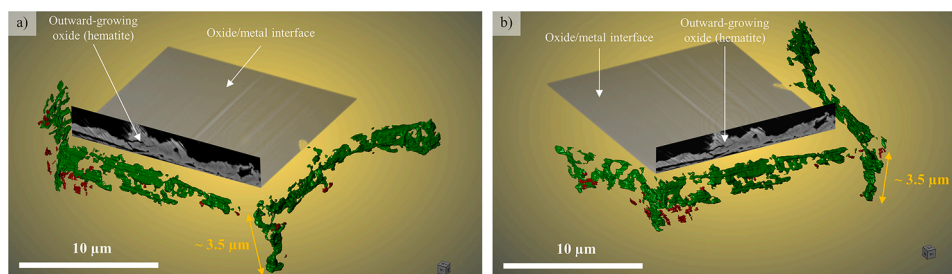 a)
Outward-growing
oxide (hematite)
Oxide/metal interface
~ 3.5 µm
10 µm
b)
Oxide/metal interface
Outward-growing
oxide (hematite)
~ 3.5 µm
10 µm